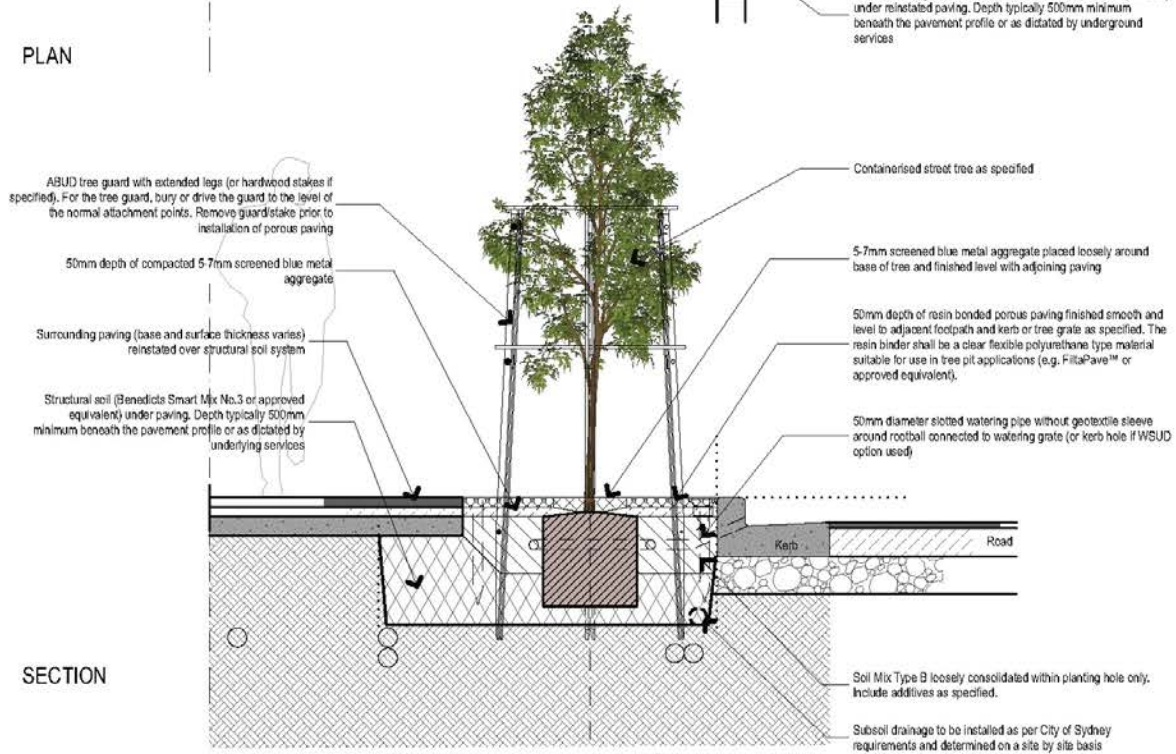 under reinstated paving. Depth typically 500mm minimum
beneath the pavement profile or as dictated by underground
services
PLAN
ABUD tree guard with extended legs (or hardwood stakes if
specified). For the tree guard, bury or drive the guard to the level of
the normal attachment points. Remove guard/stake prior to
installation of porous paving
50mm depth of compacted 5-7mm screened blue metal
aggregate
Surrounding paving (base and surface thickness varies)
reinstated over structural soil system
Structural soil (Benedicts Smart Mix No.3 or approved
equivalent) under paving. Depth typically 500mm
minimum beneath the pavement profile or as dictated by
underlying services
Containerised street tree as specified
5-7mm screened blue metal aggregate placed loosely around
base of tree and finished level with adjoining paving
50mm depth of resin bonded porous paving finished smooth and
level to adjacent footpath and kerb or tree grate as specified. The
resin binder shall be a clear flexible polyurethane type material
suitable for use in tree pit applications (e.g. FiltaPave™ or
approved equivalent).
50mm diameter slotted watering pipe without geotextile sleeve
around rootball connected to watering grate (or kerb hole if WSUD
option used)
Kerb
Road
SECTION
Soil Mix Type B loosely consolidated within planting hole only.
Include additives as specified.
Subsoil drainage to be installed as per City of Sydney
requirements and determined on a site by site basis